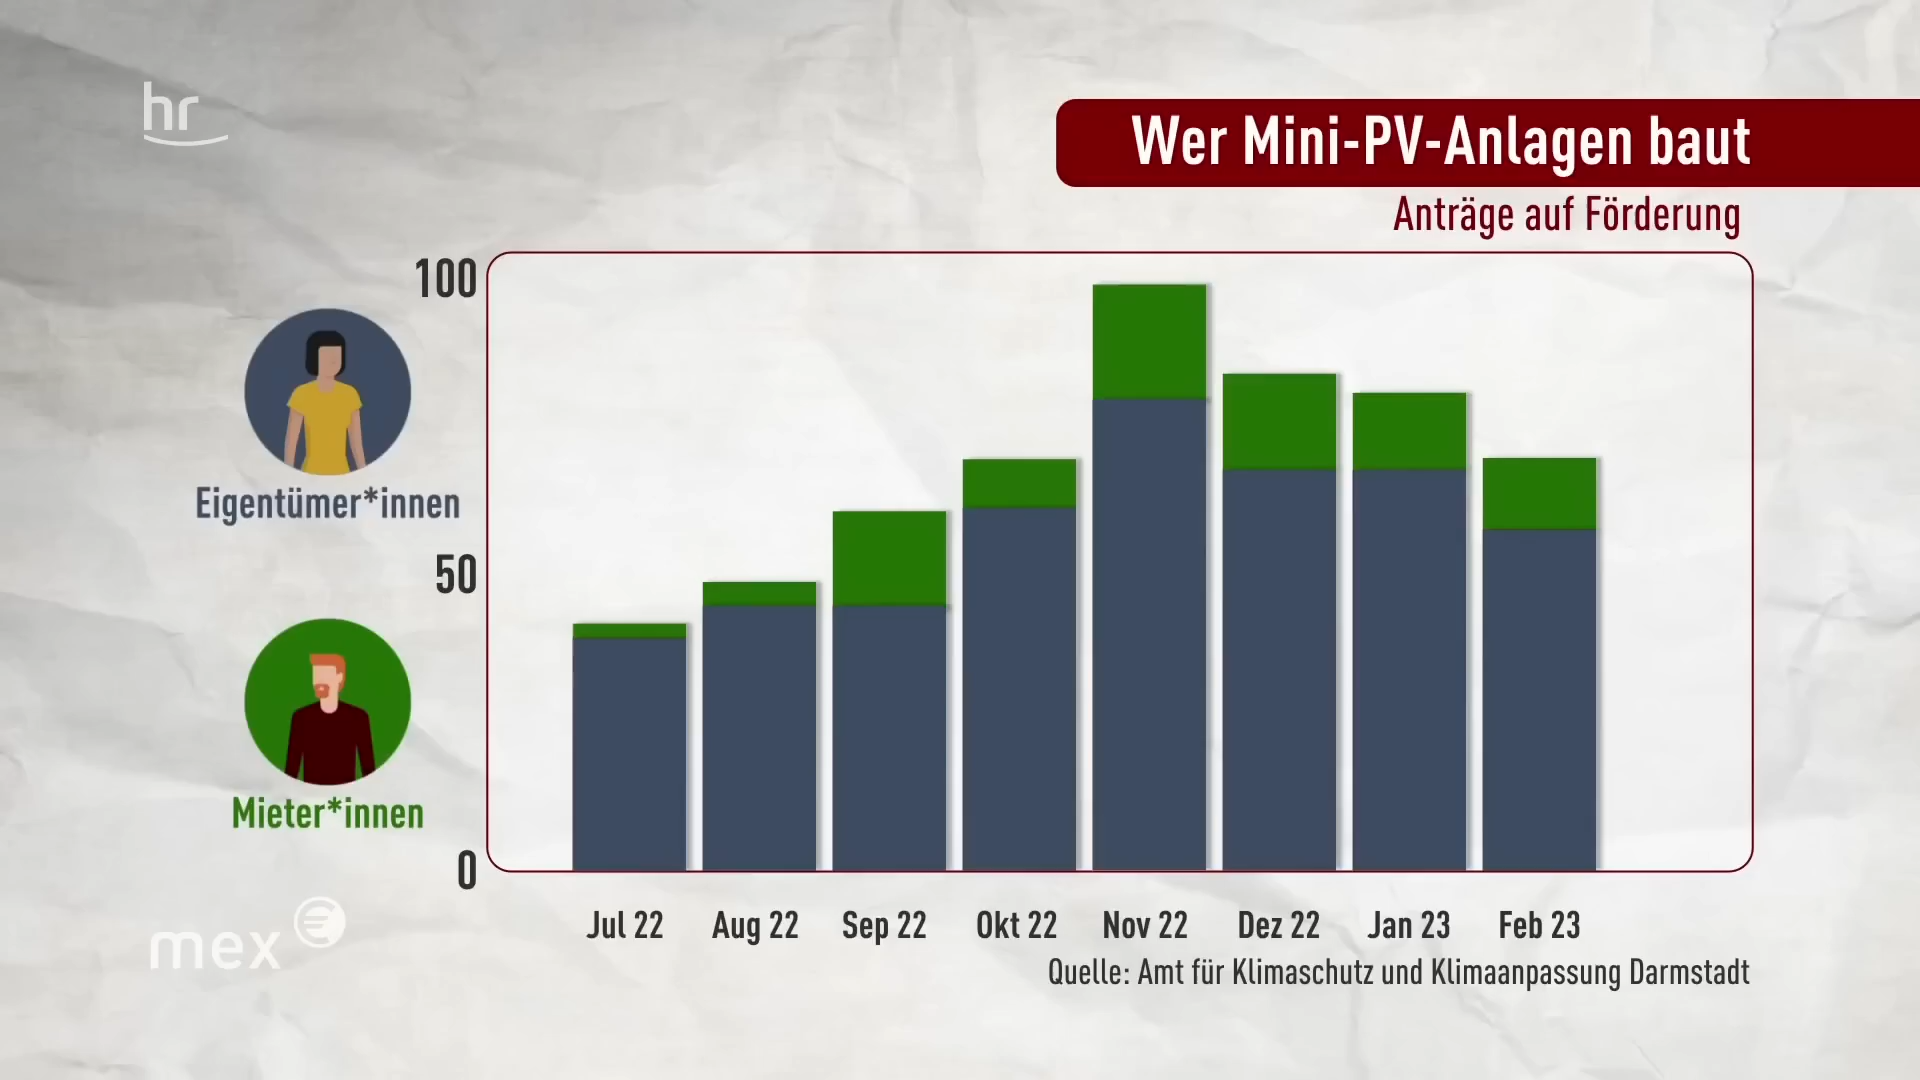 hr
Wer Mini-PV-Anlagen baut
Anträge auf Förderung
100
Eigentümer*innen
50
Mieter*innen
0
Jul 22 Aug 22 Sep 22 Okt 22 Nov 22 Dez 22 Jan 23 Feb 23
mex €
Quelle: Amt für Klimaschutz und Klimaanpassung Darmstadt